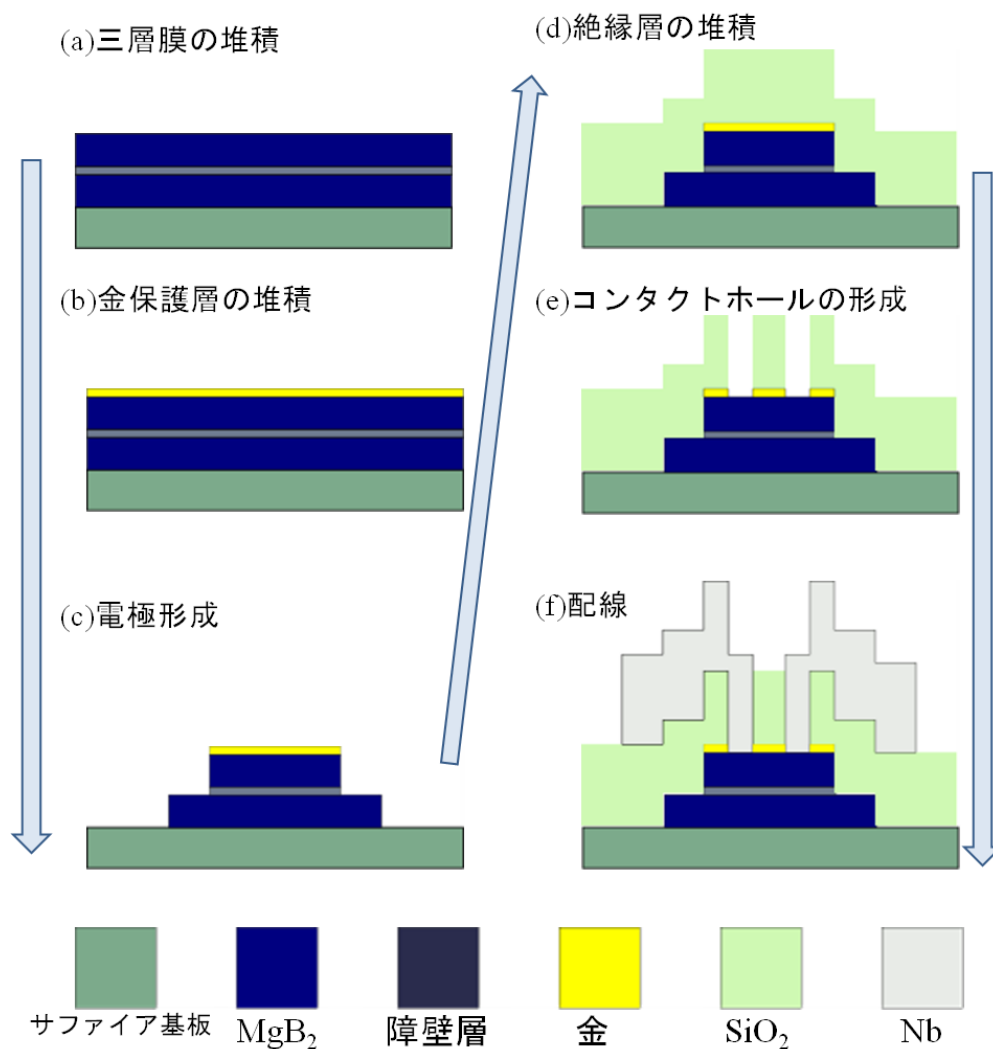 (a)三層膜の堆積
(b)金保護層の堆積
(c)電極形成
(d)絶縁層の堆積
(e)コンタクトホールの形成
(f)配線
サファイア基板
MgB₂
障壁層
金
SiO₂
Nb